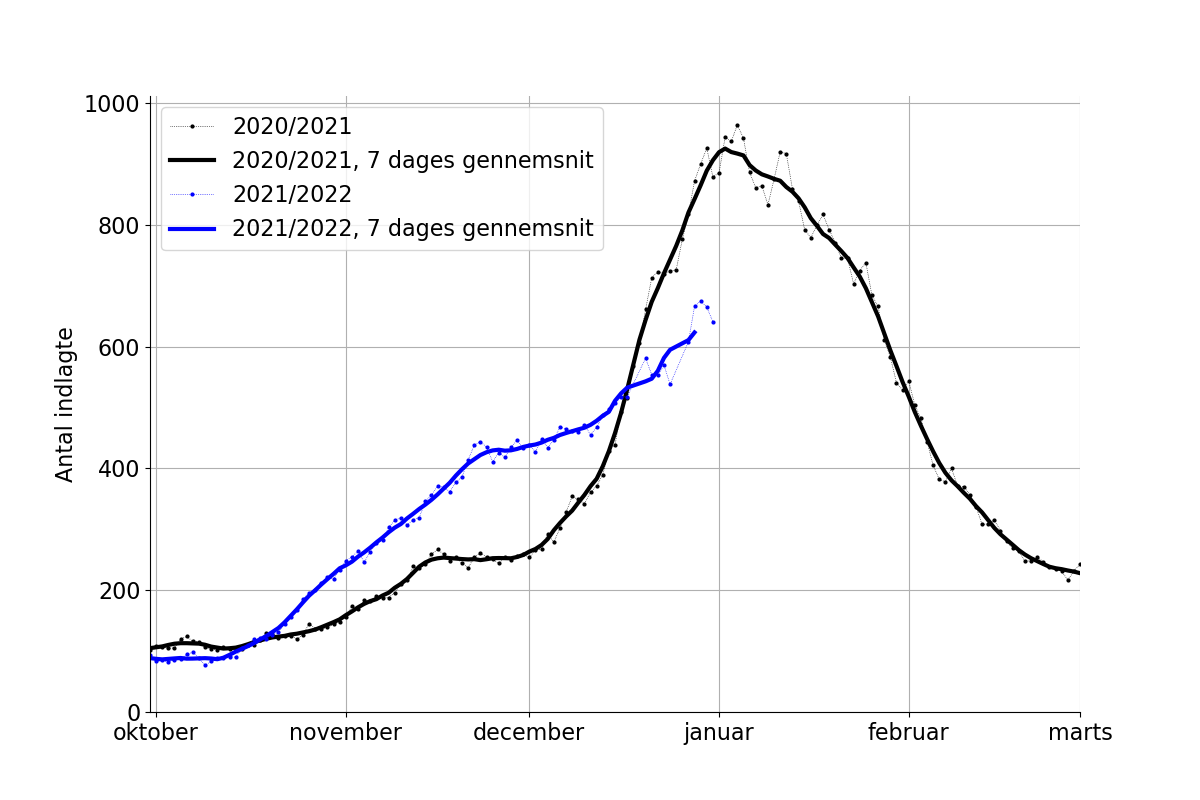 1000
800
600
400
200
0
Antal indlagte
2020/2021
2020/2021, 7 dages gennemsnit
2021/2022
2021/2022, 7 dages gennemsnit
oktober november december januar februar marts